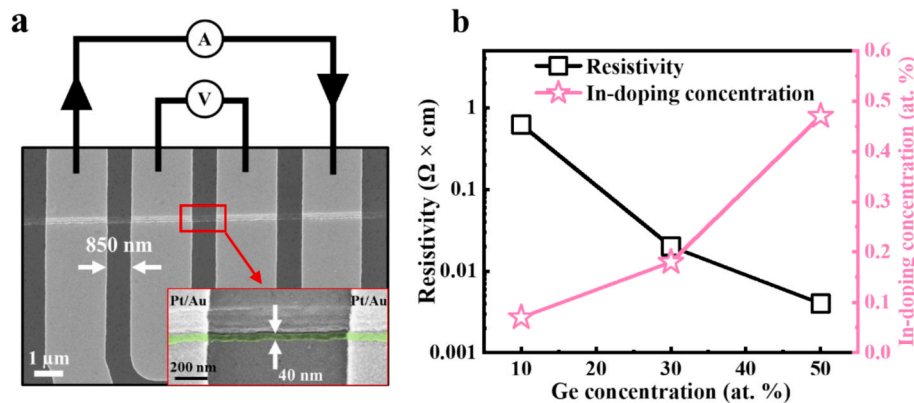 a
A
V
850 nm
Pt/Au
Pt/Au
1 μm
200 nm
40 nm
b
Resistivity
In-doping concentration
Resistivity (Ω × cm)
1
0.1
0.01
0.001
10
20
30
40
50
Ge concentration (at. %)
0.6
0.5
0.4
0.3
0.2
0.1
0.0
In-doping concentration (at. %)